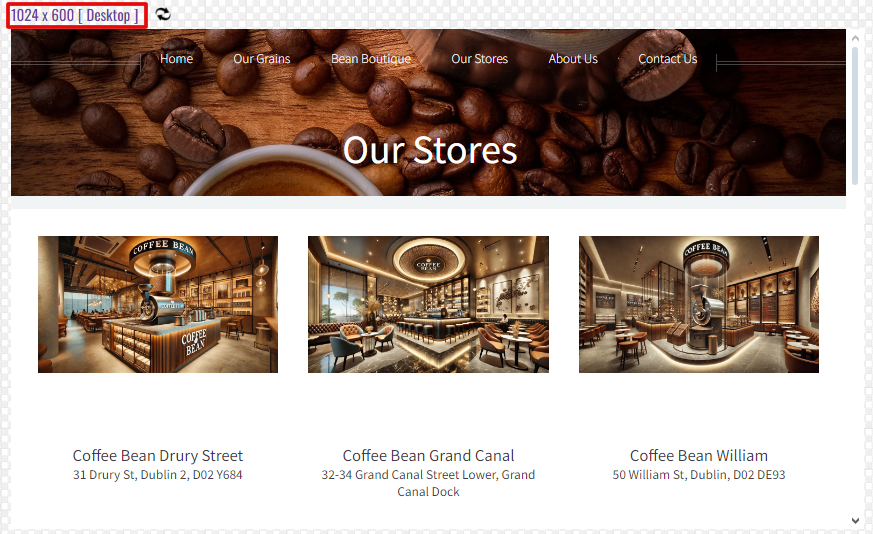 1024 x 600 [ Desktop ]
Home Our Grains Bean Boutique Our Stores About Us Contact Us
Our Stores
COFFEE BEAN
COFFEE
BEAN
COFFEE
BEAN
COFFEE BEAN
Coffee Bean Drury Street
31 Drury St, Dublin 2, D02 Y684
Coffee Bean Grand Canal
32-34 Grand Canal Street Lower, Grand
Canal Dock
Coffee Bean William
50 William St, Dublin, D02 DE93